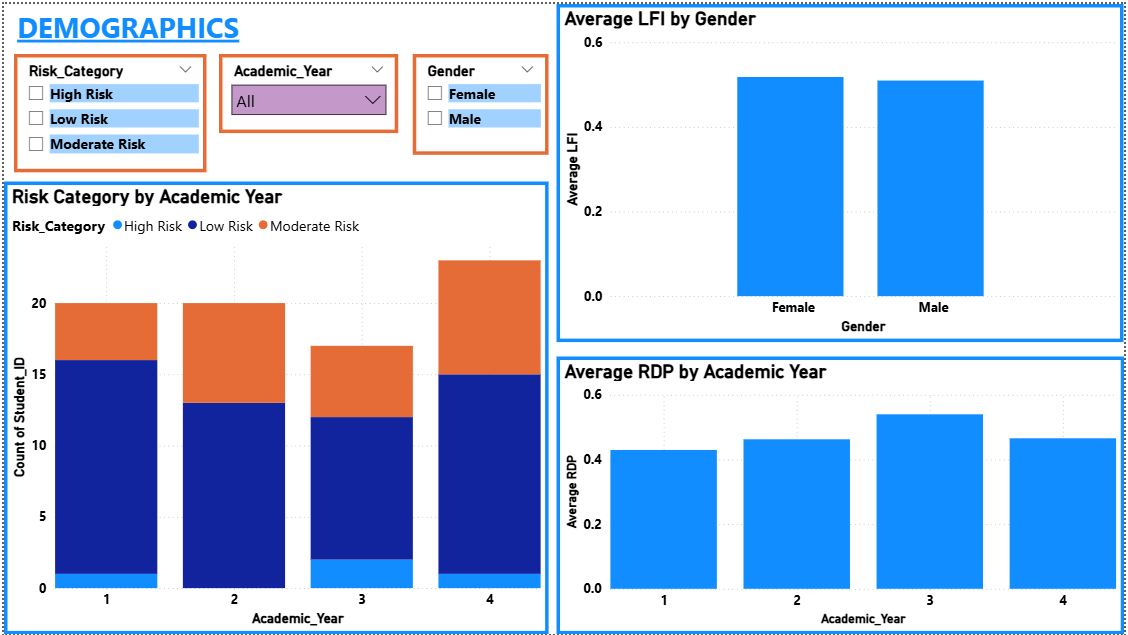 DEMOGRAPHICS
Risk_Category
High Risk
Low Risk
Moderate Risk
Academic_Year
All
Gender
Female
Male
Risk Category by Academic Year
Risk_Category High Risk Low Risk Moderate Risk
Count of Student_ID
20
15
10
5
0
1 2 3 4
Academic_Year
Average LFI by Gender
Average LFI
0.6
0.4
0.2
0.0
Female Male
Gender
Average RDP by Academic Year
Average RDP
0.6
0.4
0.2
0.0
1 2 3 4
Academic_Year